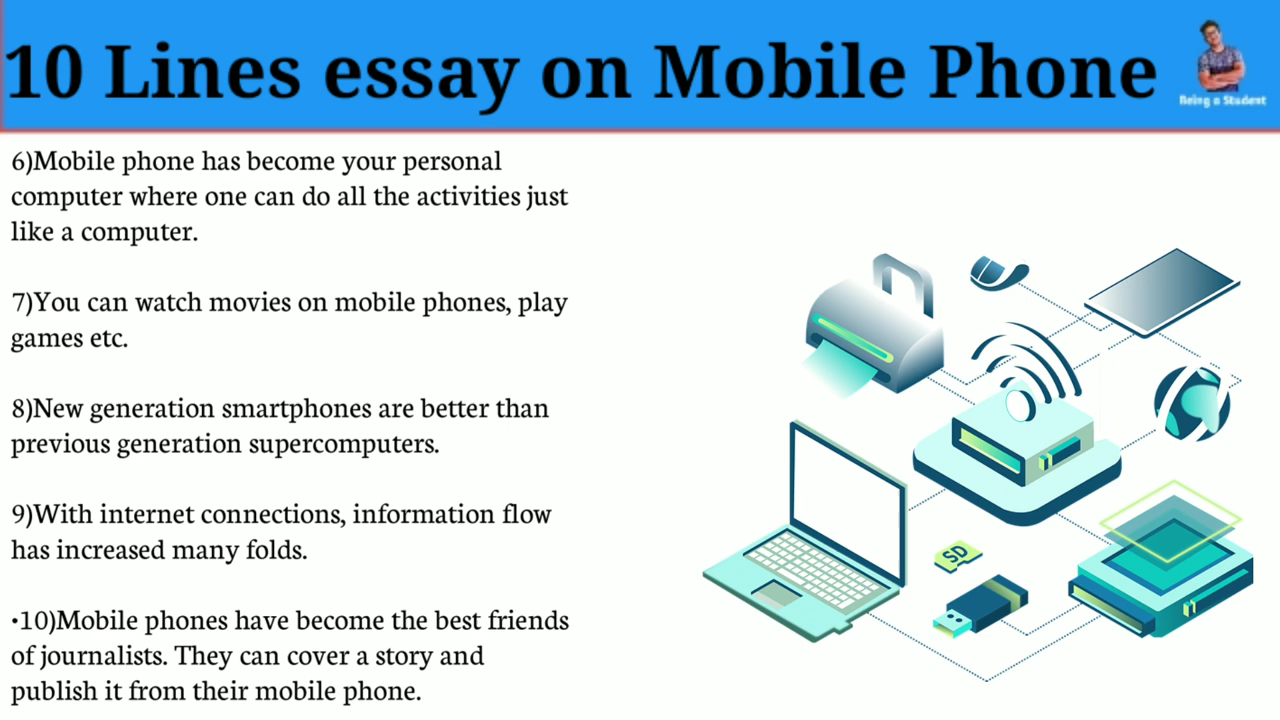 10 Lines essay on Mobile Phone
Being a Student
6)Mobile phone has become your personal
computer where one can do all the activities just
like a computer.
7)You can watch movies on mobile phones, play
games etc.
8)New generation smartphones are better than
previous generation supercomputers.
9)With internet connections, information flow
has increased many folds.
•10)Mobile phones have become the best friends
of journalists. They can cover a story and
publish it from their mobile phone.
SD